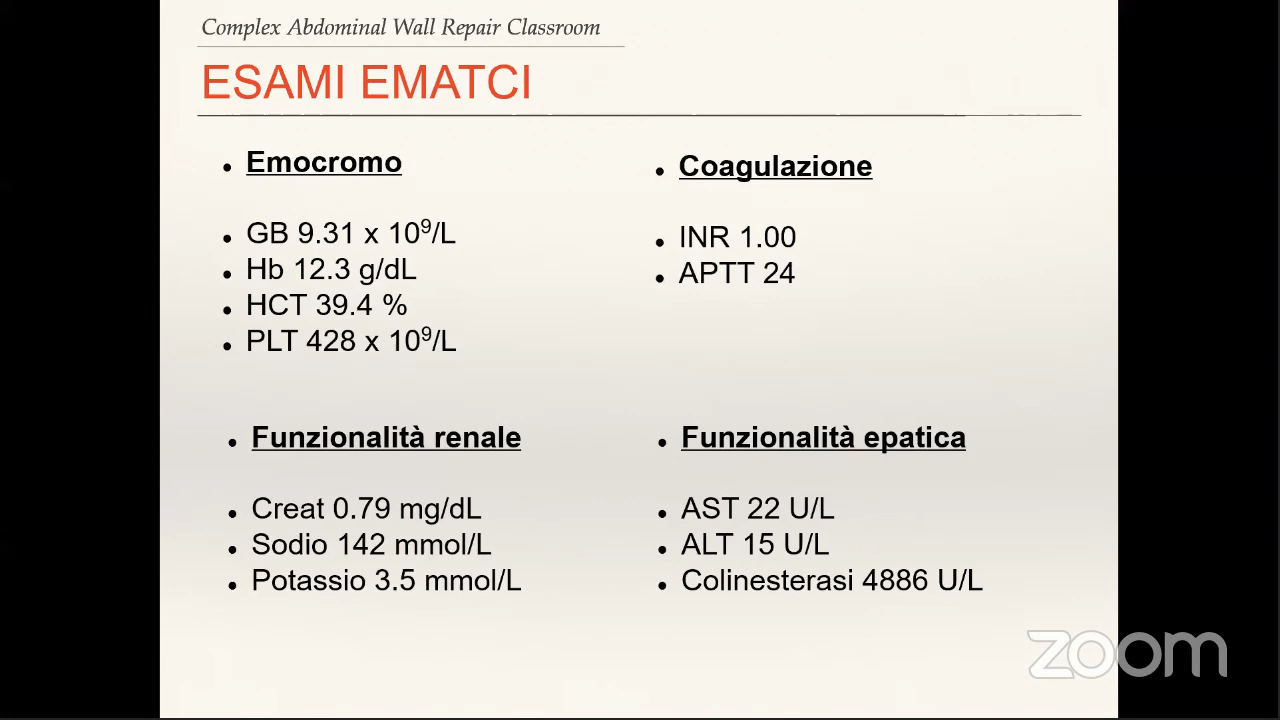 Complex Abdominal Wall Repair Classroom
ESAMI EMATCI
• Emocromo
• GB 9.31 x 10⁹/L
• Hb 12.3 g/dL
• HCT 39.4 %
• PLT 428 x 10⁹/L
• Coagulazione
• INR 1.00
• APTT 24
• Funzionalità renale
• Creat 0.79 mg/dL
• Sodio 142 mmol/L
• Potassio 3.5 mmol/L
• Funzionalità epatica
• AST 22 U/L
• ALT 15 U/L
• Colinesterasi 4886 U/L
zoom